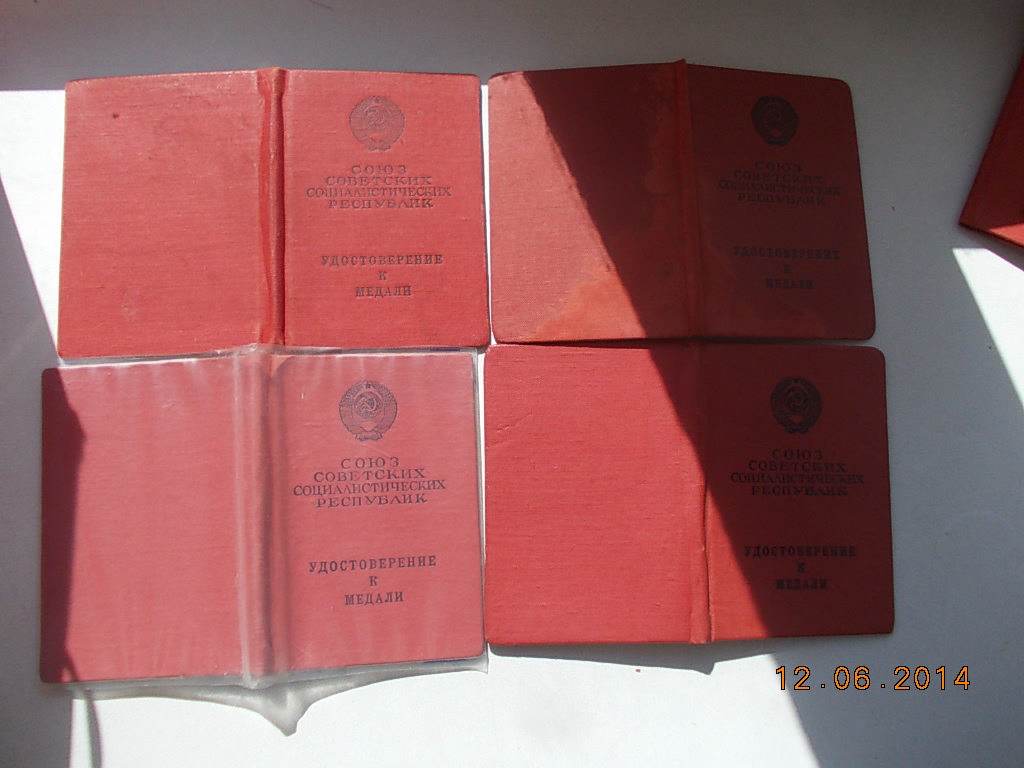 СОЮЗ
СОВЕТСКИХ
СОЦИАЛИСТИЧЕСКИХ
РЕСПУБЛИК
УДОСТОВЕРЕНИЕ
К
МЕДАЛИ
СОЮЗ
СОВЕТСКИХ
СОЦИАЛИСТИЧЕСКИХ
РЕСПУБЛИК
УДОСТОВЕРЕНИЕ
К
МЕДАЛИ
СОЮЗ
СОВЕТСКИХ
СОЦИАЛИСТИЧЕСКИХ
РЕСПУБЛИК
УДОСТОВЕРЕНИЕ
К
МЕДАЛИ
СОЮЗ
СОВЕТСКИХ
СОЦИАЛИСТИЧЕСКИХ
РЕСПУБЛИК
УДОСТОВЕРЕНИЕ
К
МЕДАЛИ
12.06.2014